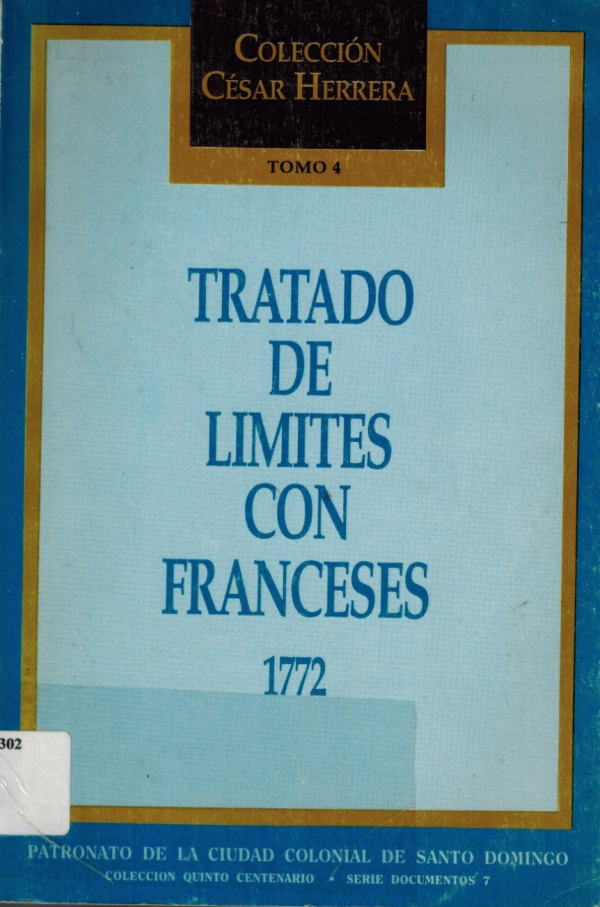 COLECCIÓN
CÉSAR HERRERA
TOMO 4
TRATADO
DE
LIMITES
CON
FRANCESES
1772
302
PATRONATO DE LA CIUDAD COLONIAL DE SANTO DOMINGO
COLECCION QUINTO CENTENARIO • SERIE DOCUMENTOS 7